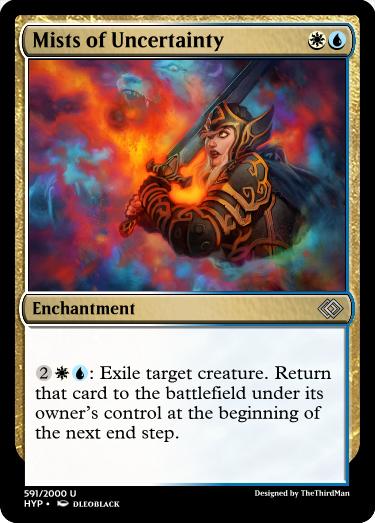 Mists of Uncertainty
Enchantment
2: Exile target creature. Return
that card to the battlefield under its
owner's control at the beginning of
the next end step.
591/2000 U
HYP • DLEOBLACK
Designed by TheThirdMan